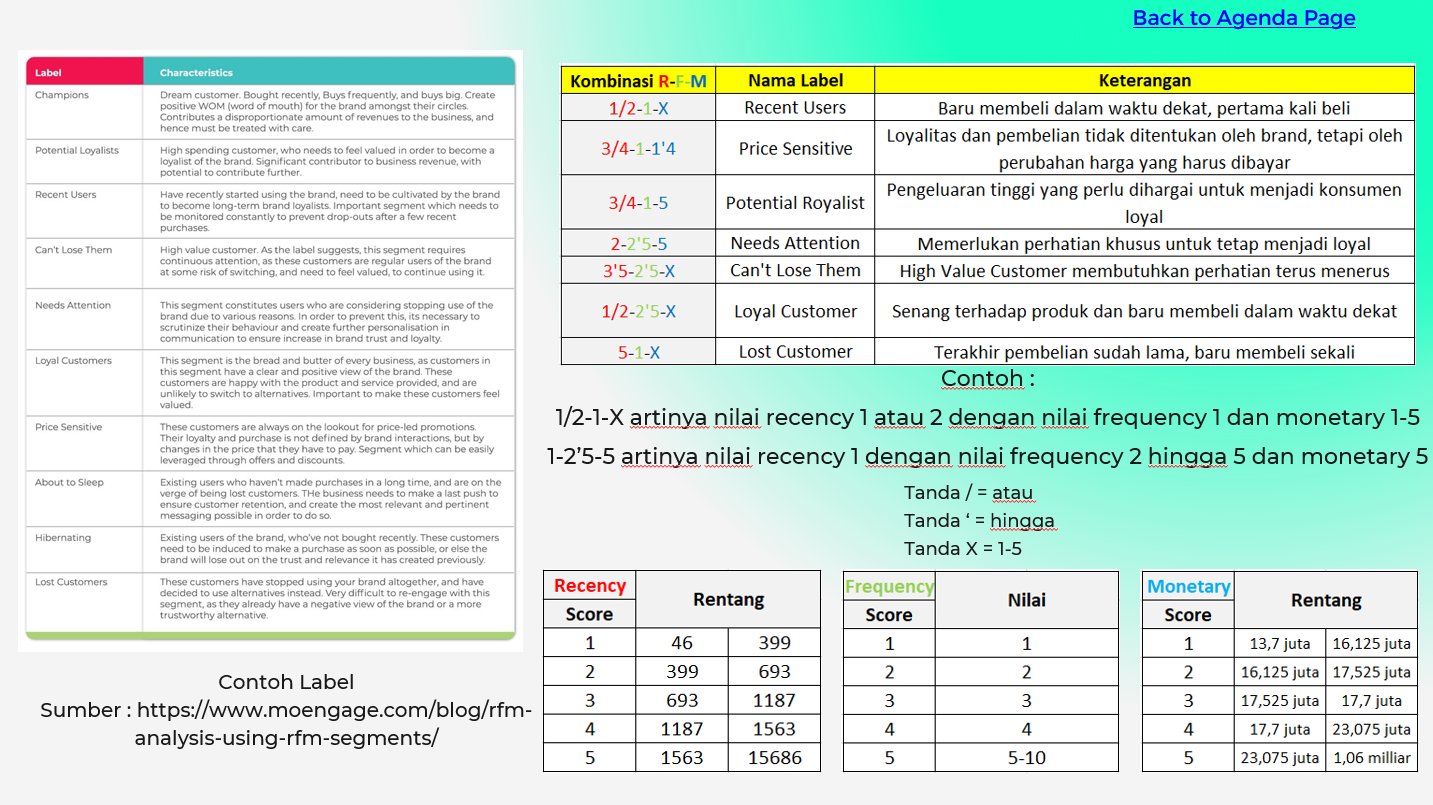 Back to Agenda Page
Label Characteristics
Champions
Dream customer. Bought recently, Buys frequently, and buys big. Create
positive WOM (word of mouth) for the brand amongst their circles.
Contributes a disproportionate amount of revenues to the business, and
hence must be treated with care.
Potential Loyalists
High spending customer, who needs to feel valued in order to become a
loyalist of the brand. Significant contributor to business revenue, with
potential to contribute further.
Recent Users
Have recently started using the brand, need to be cultivated by the brand
to become long-term brand loyalists. Important segment which needs to
be monitored constantly to prevent drop-outs after a few recent
purchases.
Can't Lose Them
High value customer. As the label suggests, this segment requires
continuous attention, as these customers are regular users of the brand
at some risk of switching, and need to feel valued, to continue using it.
Needs Attention
This segment constitutes users who are considering stopping use of the
brand due to various reasons. In order to prevent this, its necessary to
scrutinize their behaviour and create further personalisation in
communication to ensure increase in brand trust and loyalty.
Loyal Customers
This segment is the bread and butter of every business, as customers in
this segment have a clear and positive view of the brand. These
customers are happy with the product and service provided, and are
unlikely to switch to alternatives. Important to make these customers feel
valued.
Price Sensitive
These customers are always on the lookout for price-led promotions.
Their loyalty and purchase is not defined by brand interactions, but by
changes in the price that they have to pay. Segment which can be easily
leveraged through offers and discounts.
About to Sleep
Existing users who haven't made purchases in a long time, and are on the
verge of being lost customers. THe business needs to make a last push to
ensure customer retention, and create the most relevant and pertinent
messaging possible in order to do so.
Hibernating
Existing users of the brand, who've not bought recently. These customers
need to be induced to make a purchase as soon as possible, or else the
brand will lose out on the trust and relevance it has created previously.
Lost Customers
These customers have stopped using your brand altogether, and have
decided to use alternatives instead. Very difficult to re-engage with this
segment, as they already have a negative view of the brand or a more
trustworthy alternative.
Contoh Label
Sumber : https://www.moengage.com/blog/rfm-
analysis-using-rfm-segments/
Kombinasi R-F-M Nama Label Keterangan
1/2-1-X Recent Users Baru membeli dalam waktu dekat, pertama kali beli
3/4-1-1'4 Price Sensitive Loyalitas dan pembelian tidak ditentukan oleh brand, tetapi oleh
perubahan harga yang harus dibayar
3/4-1-5 Potential Royalist Pengeluaran tinggi yang perlu dihargai untuk menjadi konsumen
loyal
2-2'5-5 Needs Attention Memerlukan perhatian khusus untuk tetap menjadi loyal
3'5-2'5-X Can't Lose Them High Value Customer membutuhkan perhatian terus menerus
1/2-2'5-X Loyal Customer Senang terhadap produk dan baru membeli dalam waktu dekat
5-1-X Lost Customer Terakhir pembelian sudah lama, baru membeli sekali
Contoh :
1/2-1-X artinya nilai recency 1 atau 2 dengan nilai frequency 1 dan monetary 1-5
1-2’5-5 artinya nilai recency 1 dengan nilai frequency 2 hingga 5 dan monetary 5
Tanda / = atau
Tanda ‘ = hingga
Tanda X = 1-5
Recency Rentang
Score
1 46 399
2 399 693
3 693 1187
4 1187 1563
5 1563 15686
Frequency Nilai
Score
1 1
2 2
3 3
4 4
5 5-10
Monetary Rentang
Score
1 13,7 juta 16,125 juta
2 16,125 juta 17,525 juta
3 17,525 juta 17,7 juta
4 17,7 juta 23,075 juta
5 23,075 juta 1,06 milliar